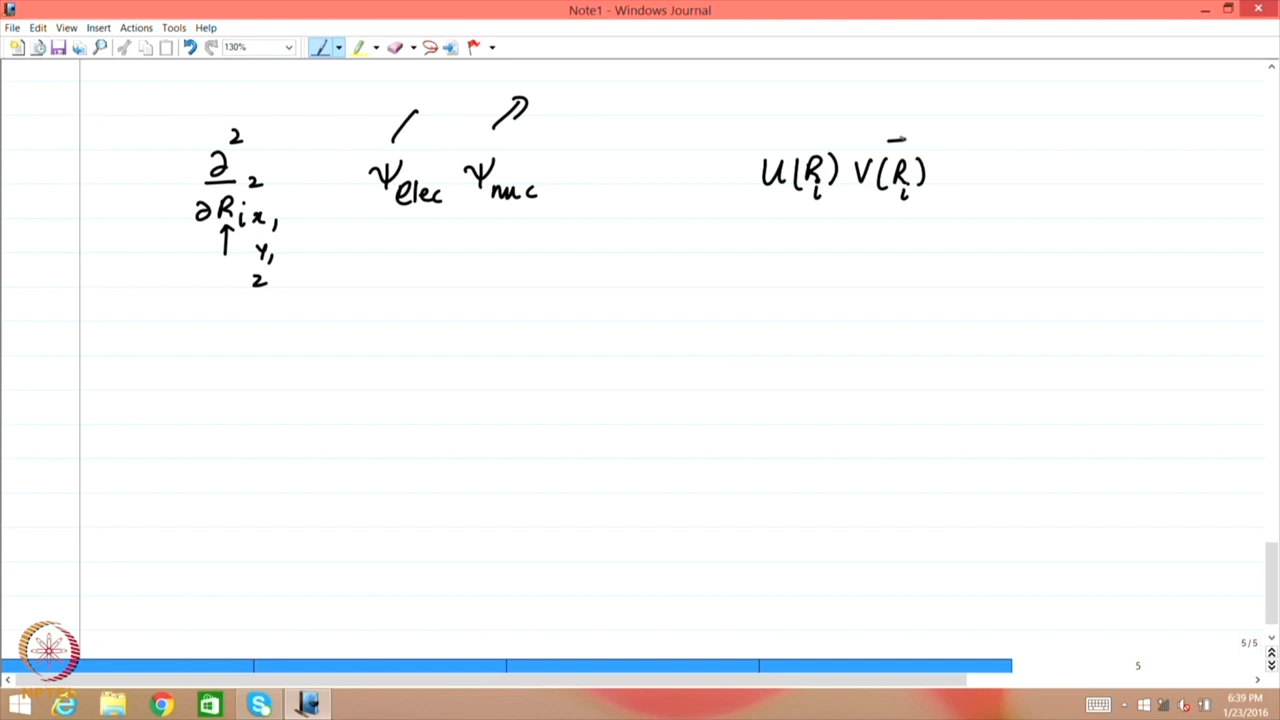 Note1 - Windows Journal
File Edit View Insert Actions Tools Help
130%
∂² / ∂R²ix, y, z ψelec ψnuc U(Ri) V(R̄i)
5/5
5
NPTEL
6:39 PM
1/23/2016